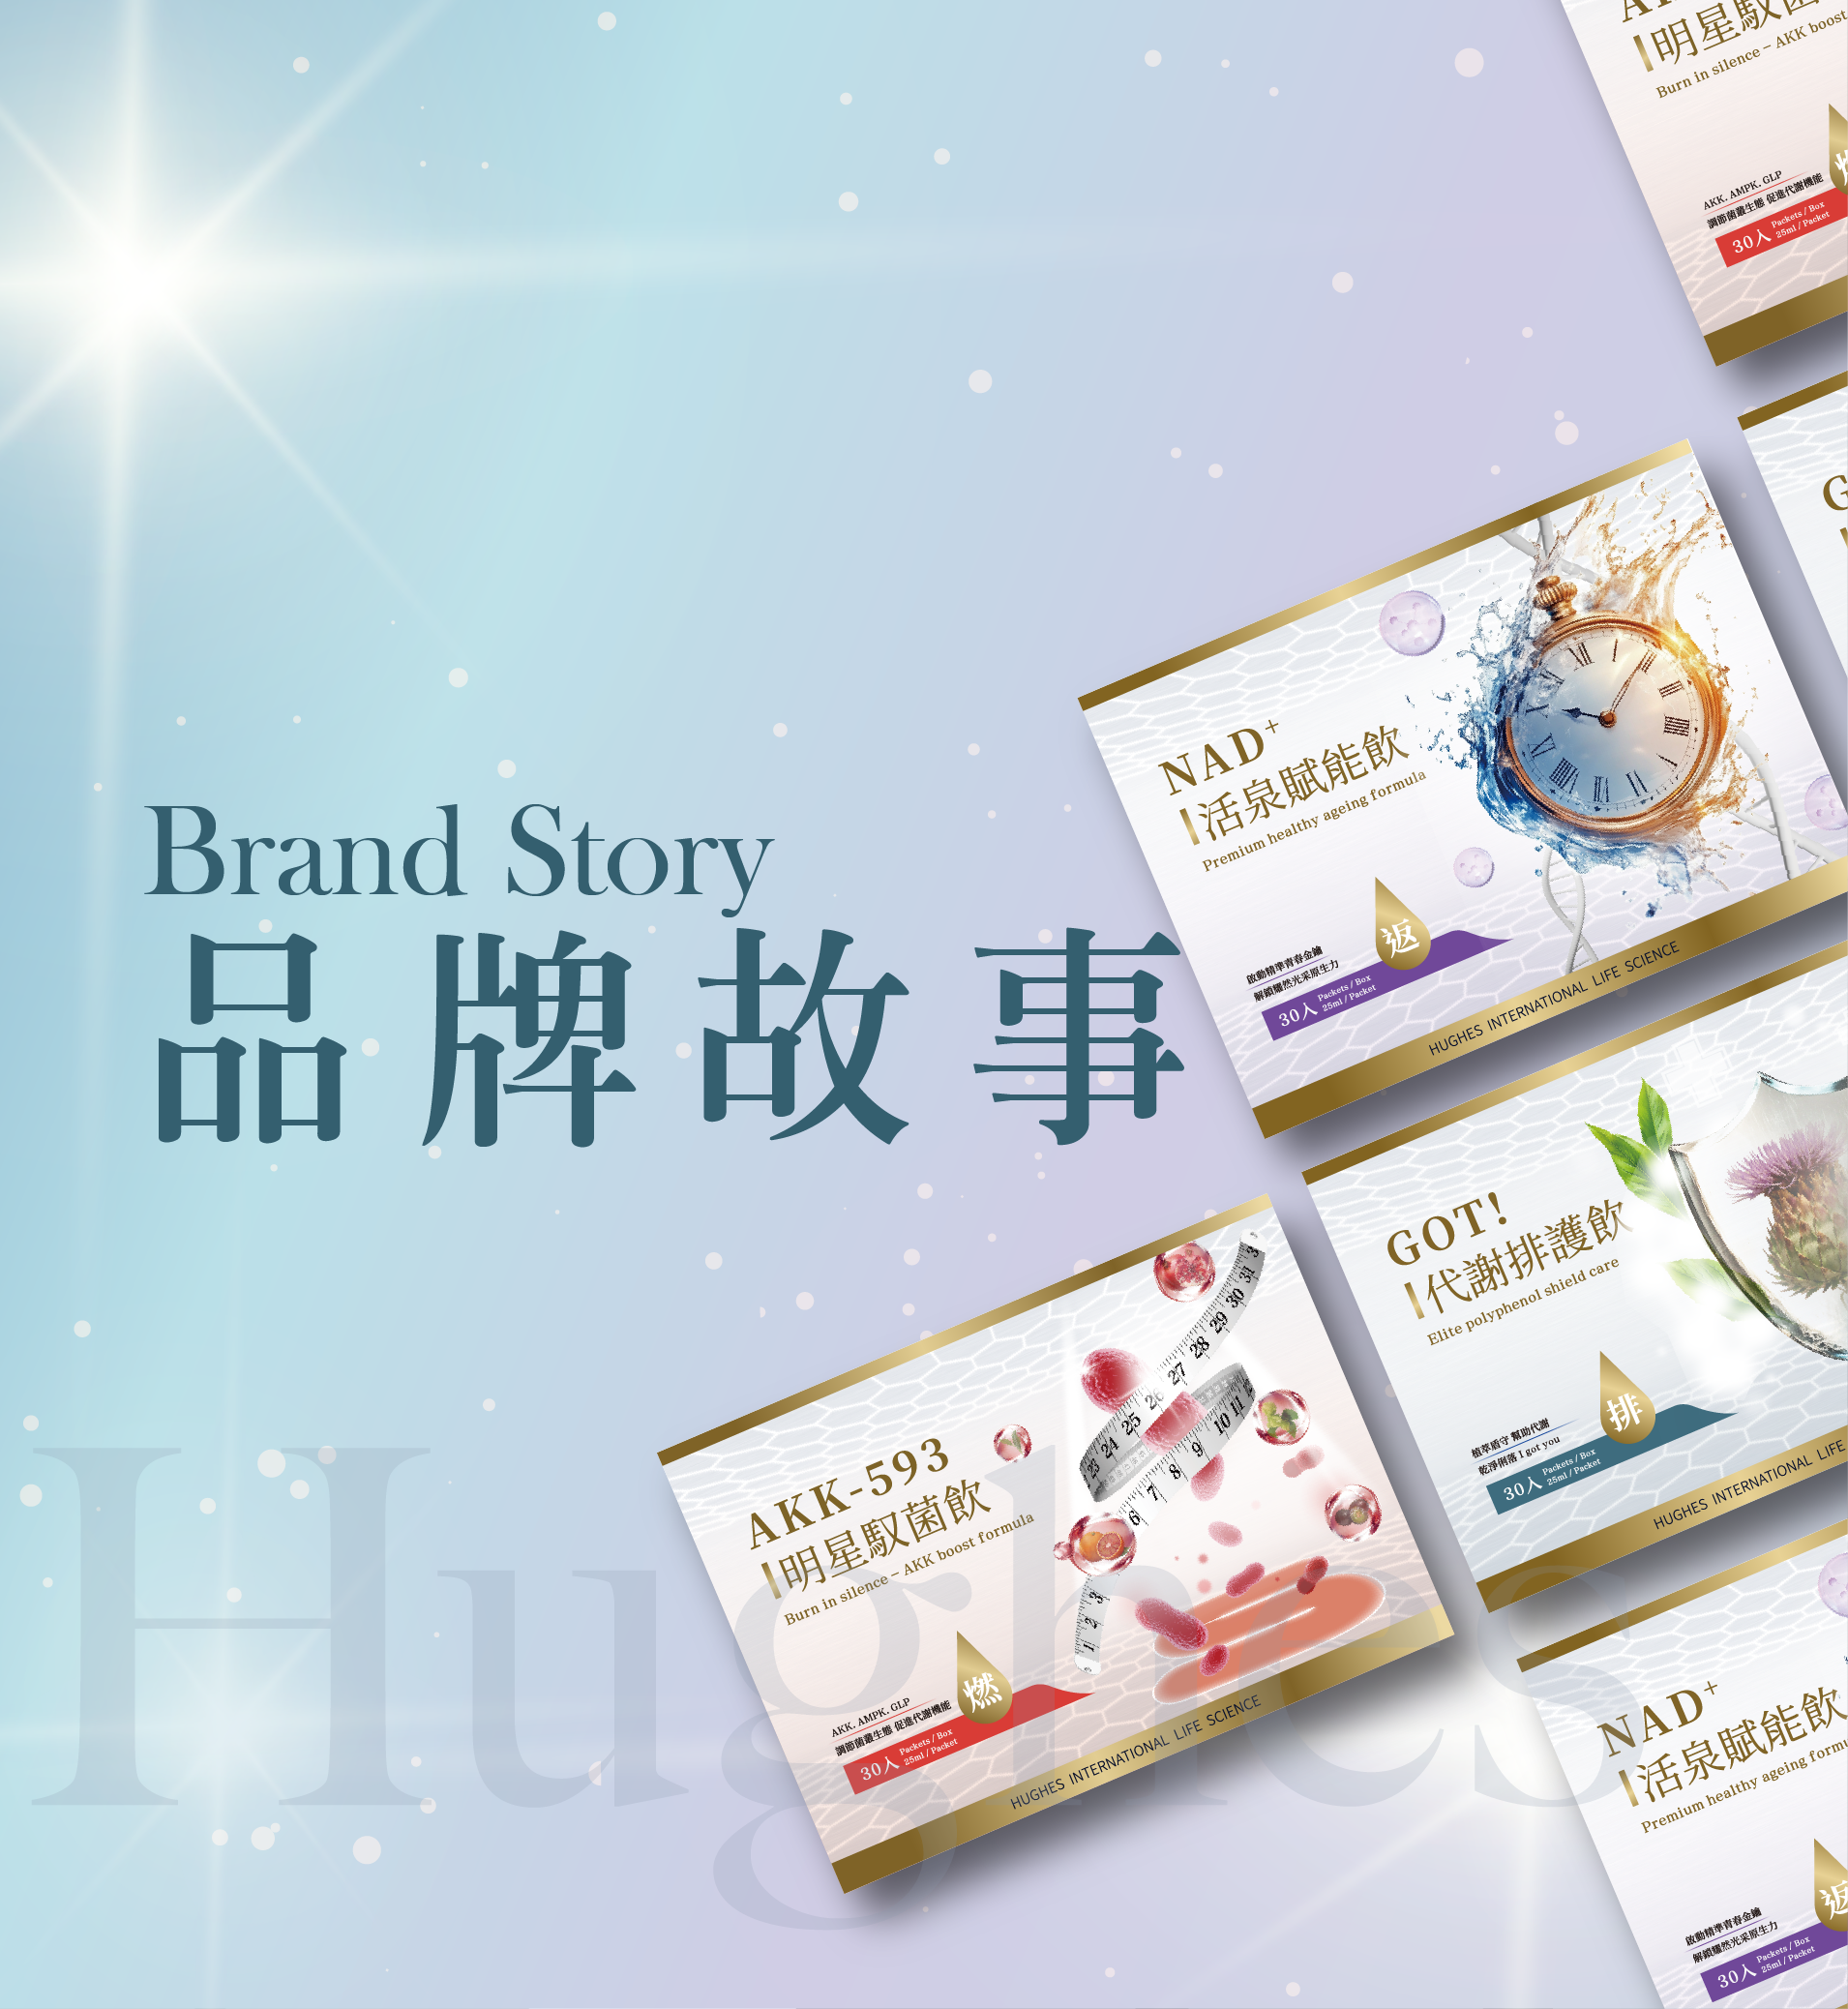 明星馭菌飲
Burn in silence – AKK boost
AKK. AMPK. GLP
調節菌叢生態 促進代謝機能
30入 Packets / Box
25ml / Packet
Brand Story
品牌故事
NAD+
活泉賦能飲
Premium healthy ageing formula
返
啟動精準青春金鑰
解鎖耀然光采原生力
30入 Packets / Box
25ml / Packet
HUGHES INTERNATIONAL LIFE SCIENCE
GOT!
代謝排護飲
Elite polyphenol shield care
排
植萃盾守 幫助代謝
乾淨俐落 I got you
30入 Packets / Box
25ml / Packet
HUGHES INTERNATIONAL LIFE
AKK-593
明星馭菌飲
Burn in silence – AKK boost formula
燃
AKK. AMPK. GLP
調節菌叢生態 促進代謝機能
30入 Packets / Box
25ml / Packet
HUGHES INTERNATIONAL LIFE SCIENCE
NAD+
活泉賦能飲
Premium healthy ageing
返
啟動精準青春金鑰
解鎖耀然光采原生力
30入 Packets / Box
25ml / Packet
Hughes